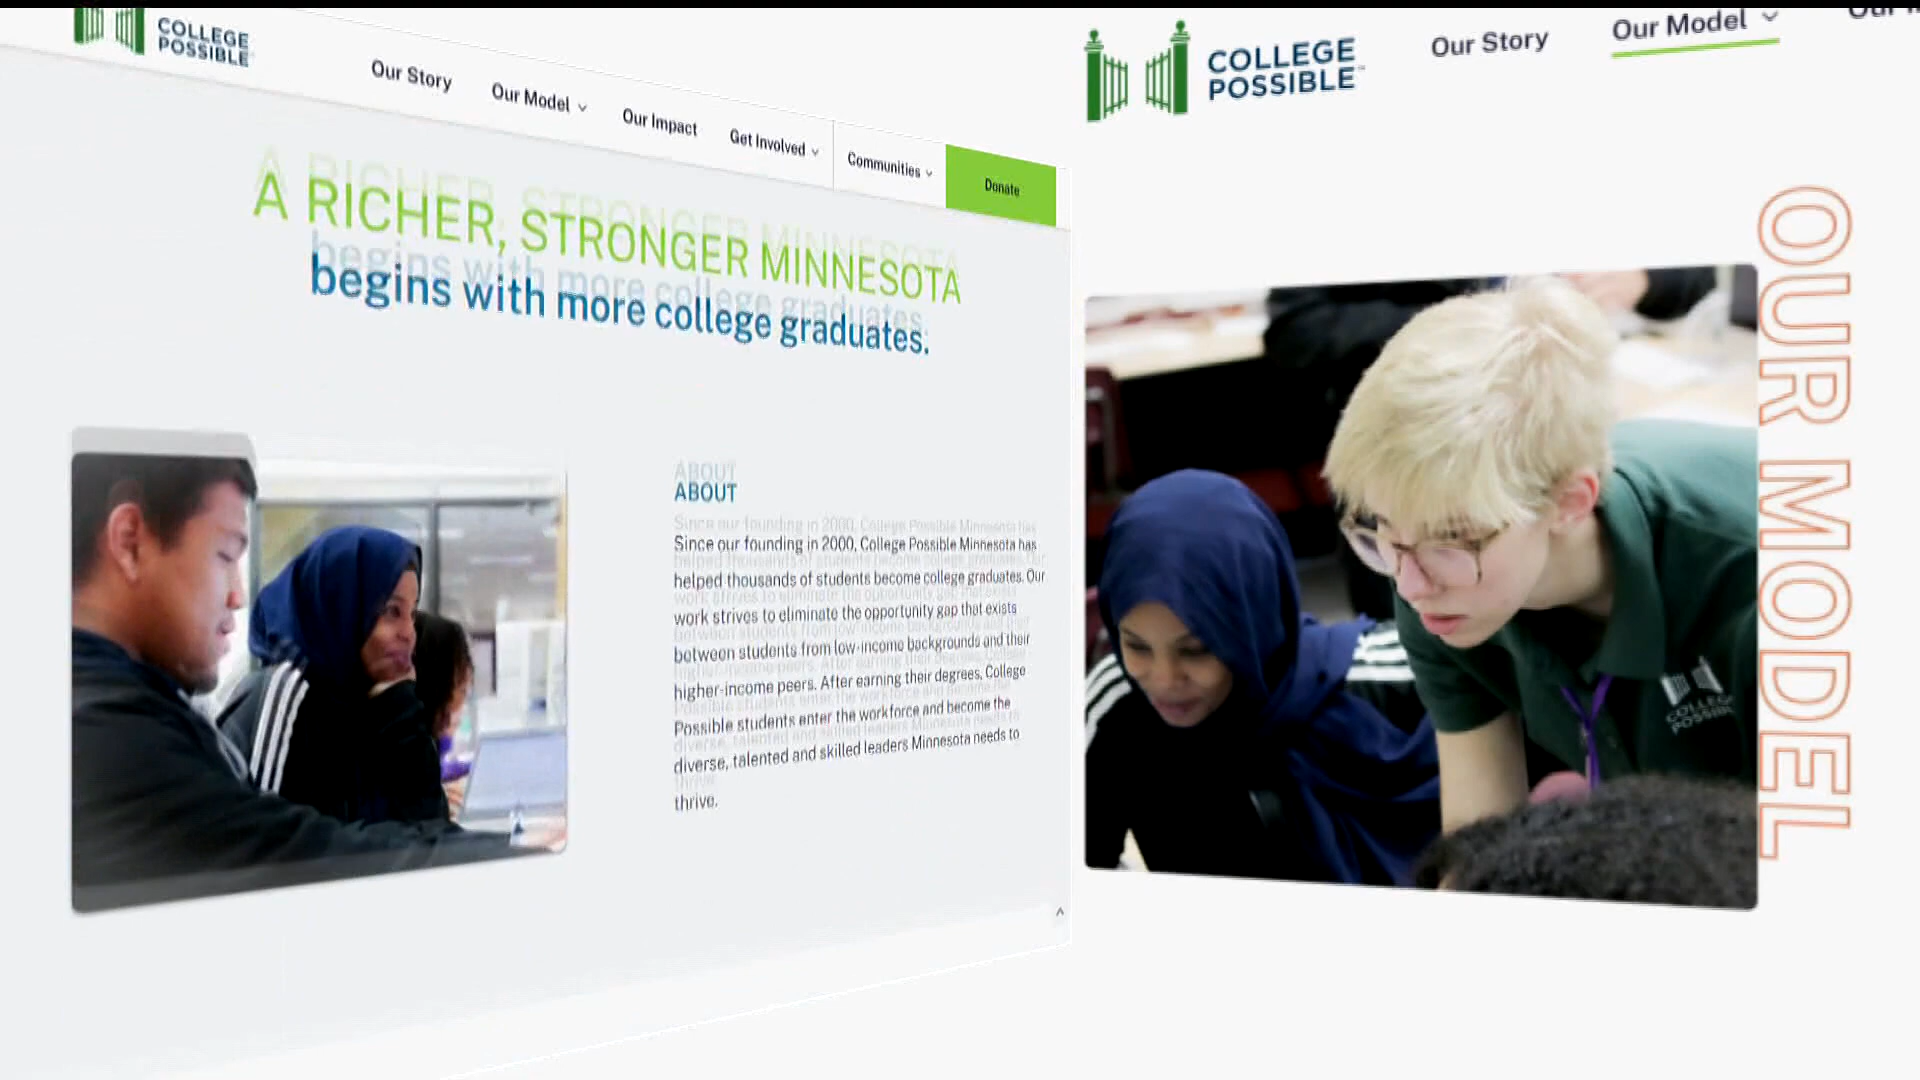 COLLEGE
POSSIBLE
Our Story
Our Model
Our Impact
Get Involved
Communities
Donate
A RICHER, STRONGER MINNESOTA
begins with more college graduates.
ABOUT
Since our founding in 2000, College Possible Minnesota has
helped thousands of students become college graduates. Our
work strives to eliminate the opportunity gap that exists
between students from low-income backgrounds and their
higher-income peers. After earning their degrees, College
Possible students enter the workforce and become the
diverse, talented and skilled leaders Minnesota needs to
thrive.
COLLEGE
POSSIBLE™
Our Story
Our Model
OUR MODEL
COLLEGE
POSSIBLE